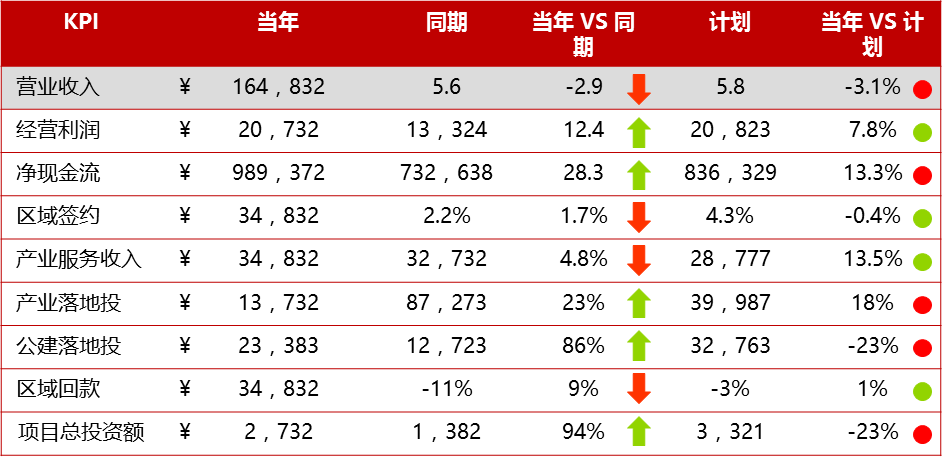 KPI 当年 同期 当年 VS 同期 计划 当年 VS 计划
营业收入 ¥ 164，832 5.6 -2.9 5.8 -3.1%
经营利润 ¥ 20，732 13，324 12.4 20，823 7.8%
净现金流 ¥ 989，372 732，638 28.3 836，329 13.3%
区域签约 ¥ 34，832 2.2% 1.7% 4.3% -0.4%
产业服务收入 ¥ 34，832 32，732 4.8% 28，777 13.5%
产业落地投 ¥ 13，732 87，273 23% 39，987 18%
公建落地投 ¥ 23，383 12，723 86% 32，763 -23%
区域回款 ¥ 34，832 -11% 9% -3% 1%
项目总投资额 ¥ 2，732 1，382 94% 3，321 -23%